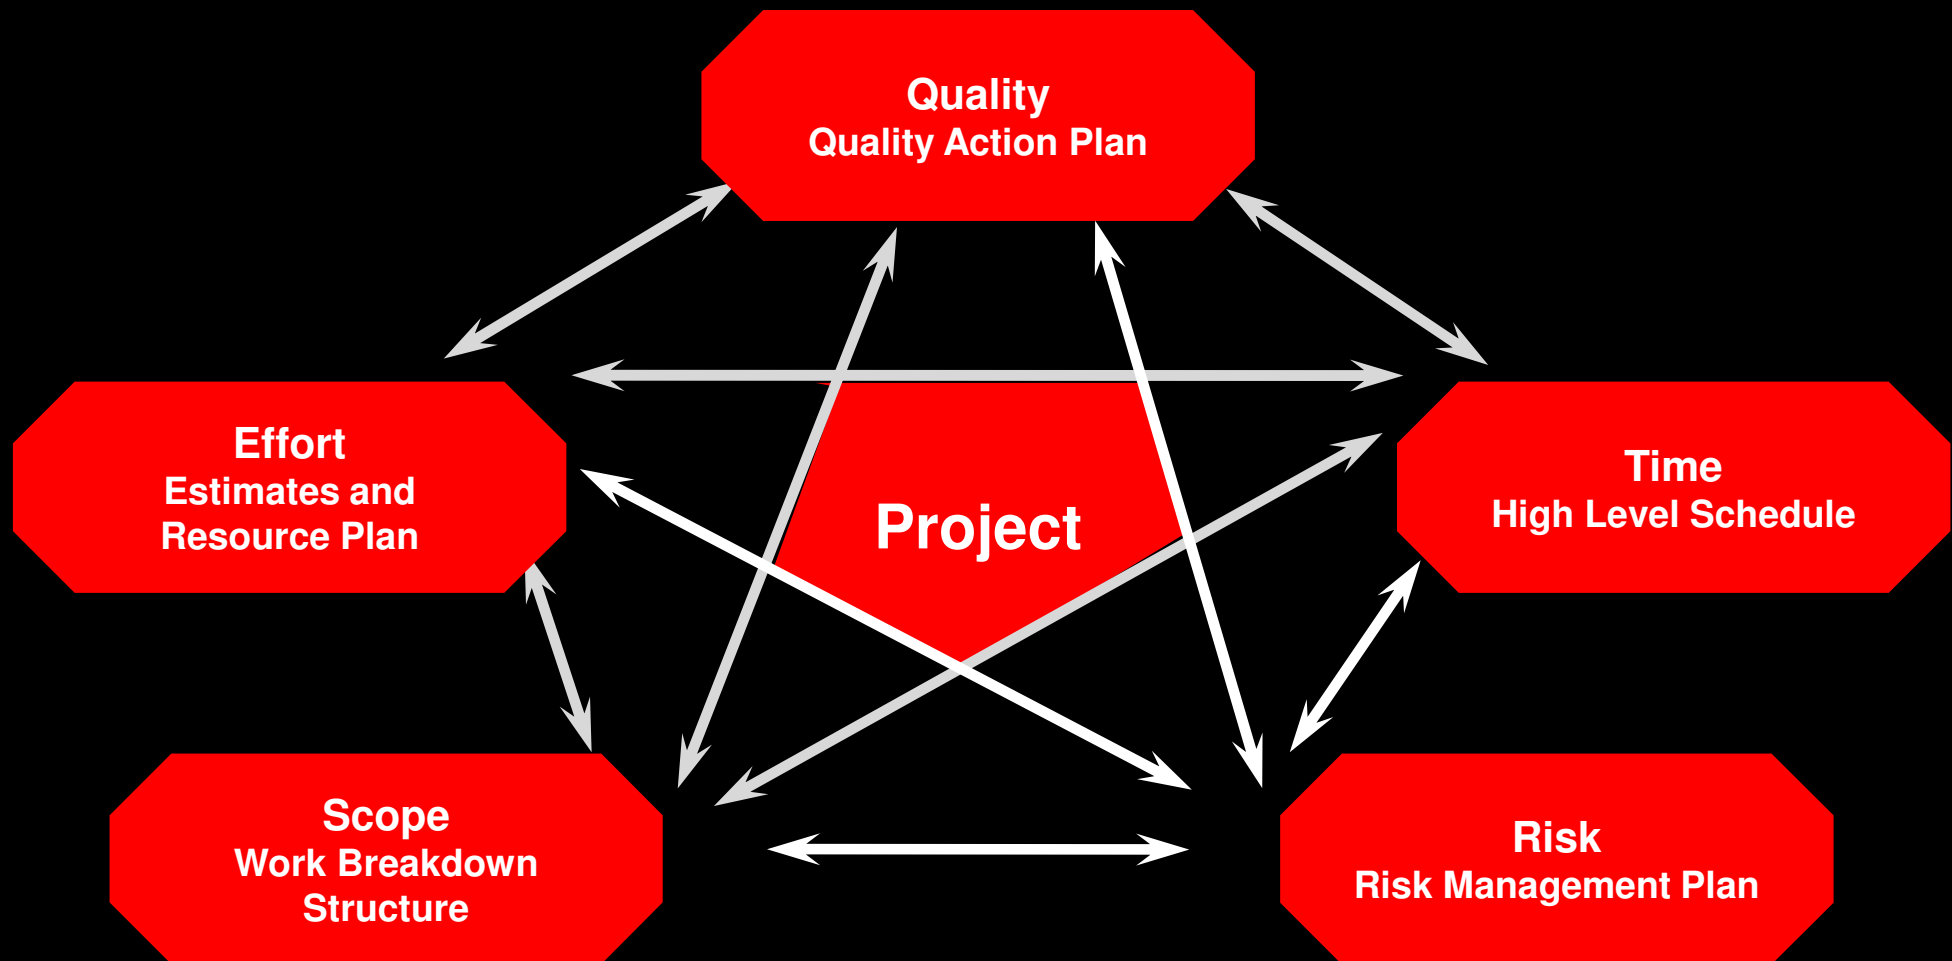 Quality
Quality Action Plan
Effort
Estimates and
Resource Plan
Time
High Level Schedule
Project
Scope
Work Breakdown
Structure
Risk
Risk Management Plan